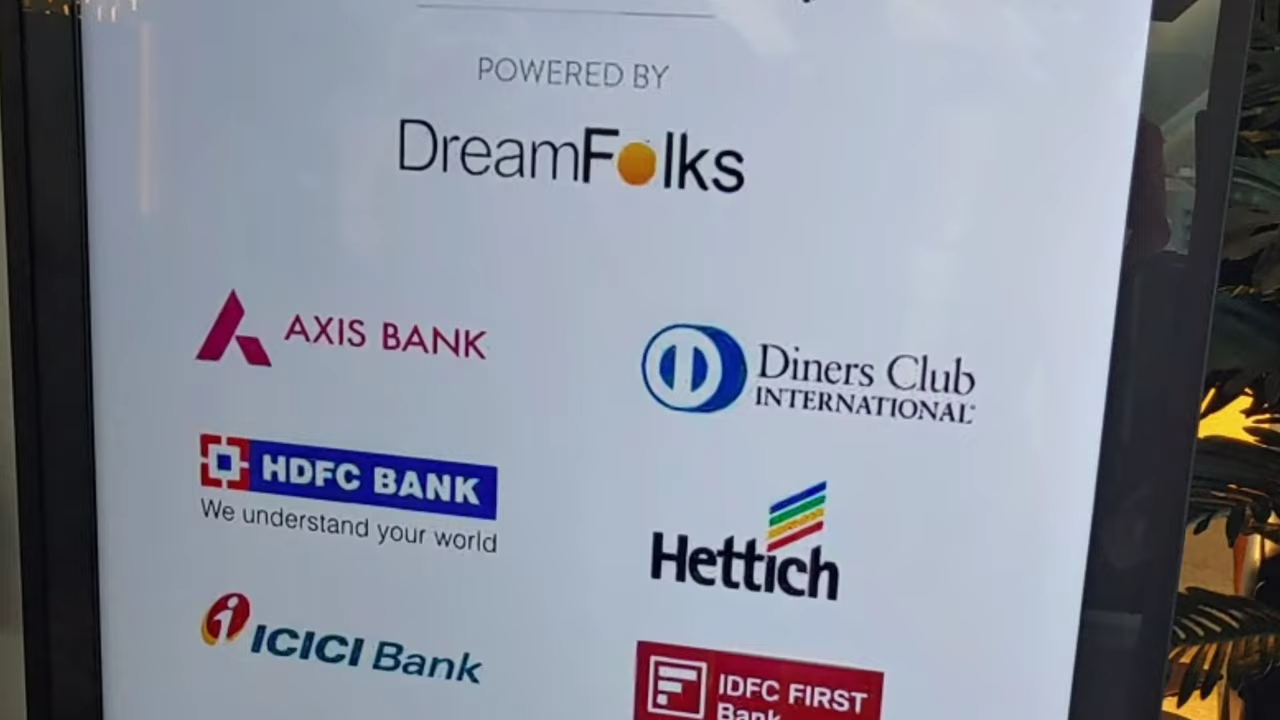 POWERED BY
DreamFolks
AXIS BANK
Diners Club
INTERNATIONAL
HDFC BANK
We understand your world
Hettich
ICICI Bank
IDFC FIRST
Bank